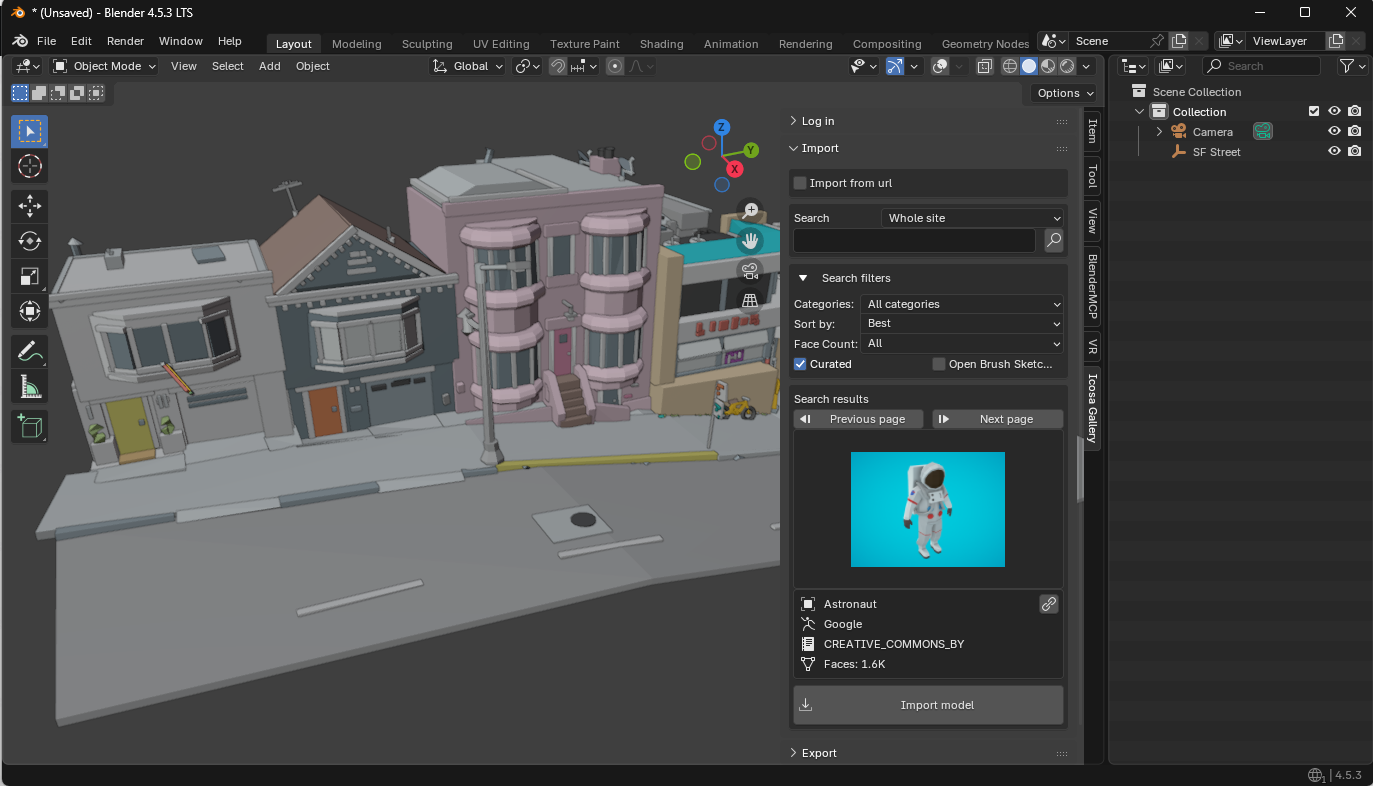 * (Unsaved) - Blender 4.5.3 LTS
File Edit Render Window Help Layout Modeling Sculpting UV Editing Texture Paint Shading Animation Rendering Compositing Geometry Nodes Scene ViewLayer
Object Mode View Select Add Object Global Search
Options
Z
Y
X
Log in
Import
Import from url
Search Whole site
Search filters
Categories: All categories
Sort by: Best
Face Count: All
Curated Open Brush Sketc...
Search results
Previous page Next page
Astronaut
Google
CREATIVE_COMMONS_BY
Faces: 1.6K
Import model
Export
Item
Tool
View
BlenderMCP
VR
Icosa Gallery
Scene Collection
Collection
Camera
SF Street
4.5.3